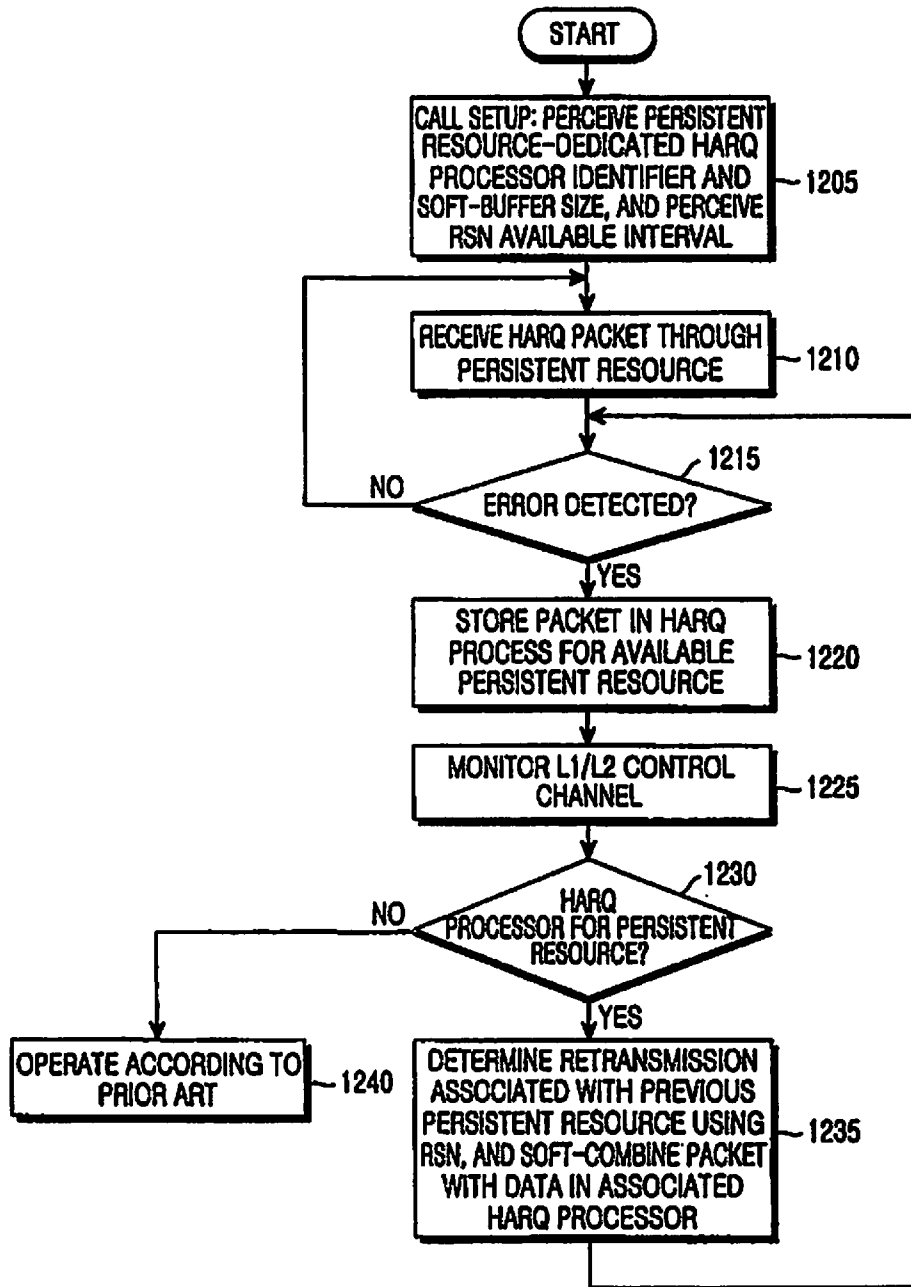 START
CALL SETUP: PERCEIVE PERSISTENT
RESOURCE-DEDICATED HARQ
PROCESSOR IDENTIFIER AND
SOFT-BUFFER SIZE, AND PERCEIVE
RSN AVAILABLE INTERVAL
1205
RECEIVE HARQ PACKET THROUGH
PERSISTENT RESOURCE
1210
1215
NO
ERROR DETECTED?
YES
STORE PACKET IN HARQ
PROCESS FOR AVAILABLE
PERSISTENT RESOURCE
1220
MONITOR L1/L2 CONTROL
CHANNEL
1225
1230
NO
HARQ
PROCESSOR FOR PERSISTENT
RESOURCE?
YES
OPERATE ACCORDING TO
PRIOR ART
1240
DETERMINE RETRANSMISSION
ASSOCIATED WITH PREVIOUS
PERSISTENT RESOURCE USING
RSN, AND SOFT-COMBINE PACKET
WITH DATA IN ASSOCIATED
HARQ PROCESSOR
1235